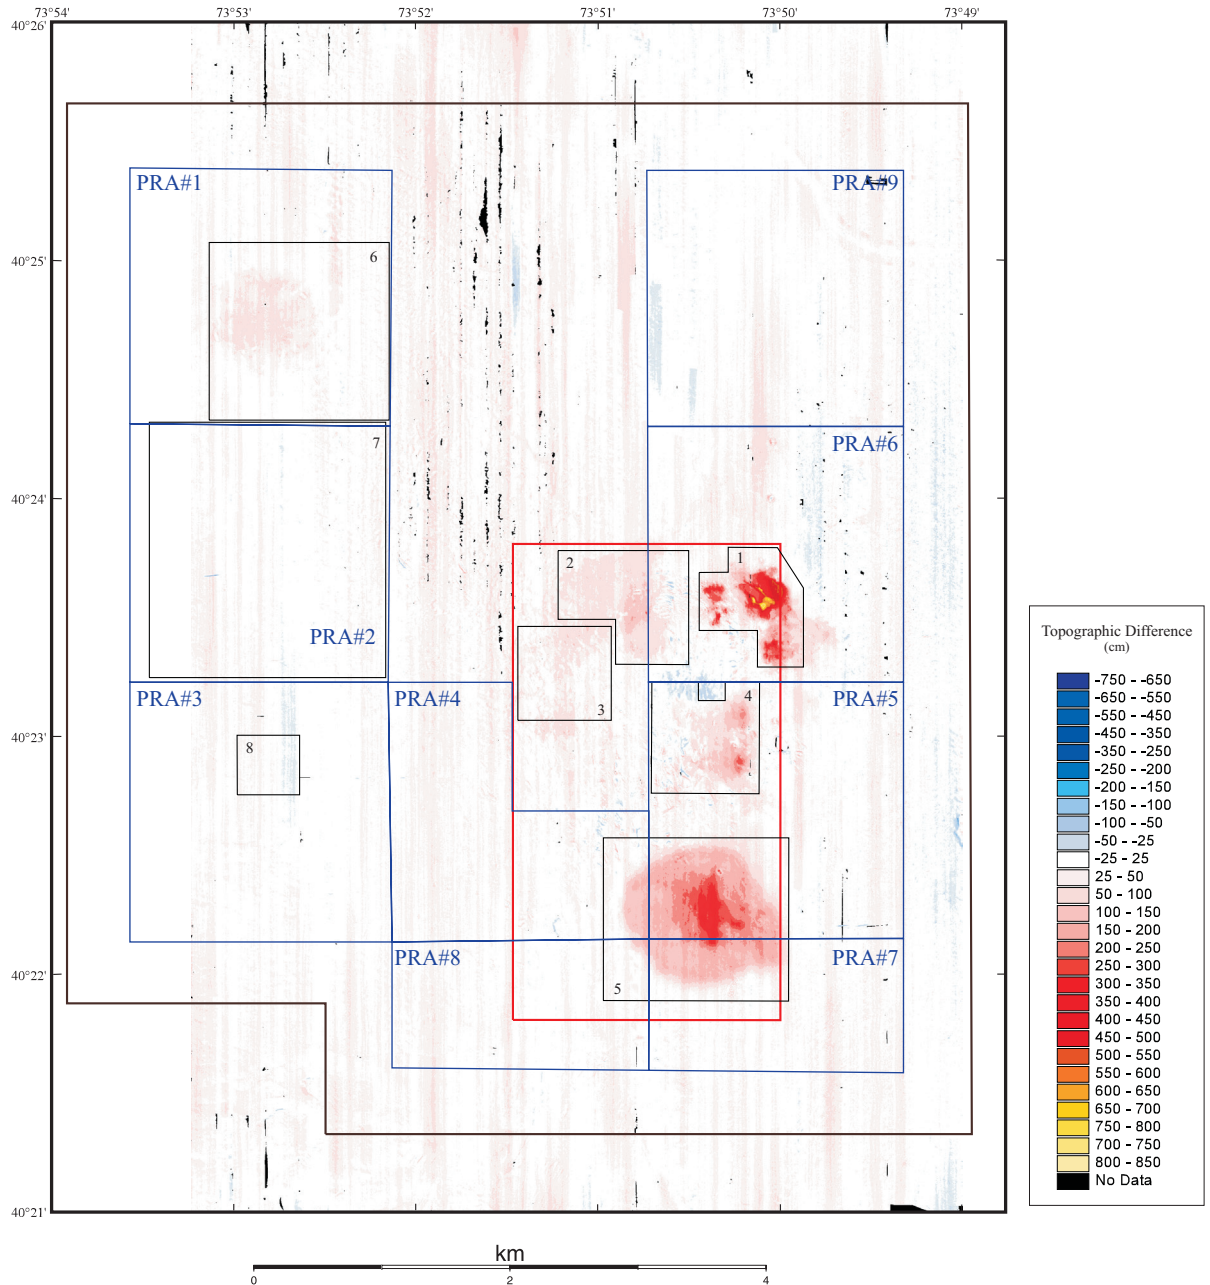 73°54' 73°53' 73°52' 73°51' 73°50' 73°49'
40°26'
PRA#1 PRA#9
6
40°25'
7
PRA#6
40°24'
2 1
PRA#2
PRA#3 PRA#4 4 PRA#5
3
40°23'
8
PRA#8 PRA#7
40°22'
5
40°21'
km
0 2 4
Topographic Difference
(cm)
-750 - -650
-650 - -550
-550 - -450
-450 - -350
-350 - -250
-250 - -200
-200 - -150
-150 - -100
-100 - -50
-50 - -25
-25 - 25
25 - 50
50 - 100
100 - 150
150 - 200
200 - 250
250 - 300
300 - 350
350 - 400
400 - 450
450 - 500
500 - 550
550 - 600
600 - 650
650 - 700
750 - 800
700 - 750
800 - 850
No Data